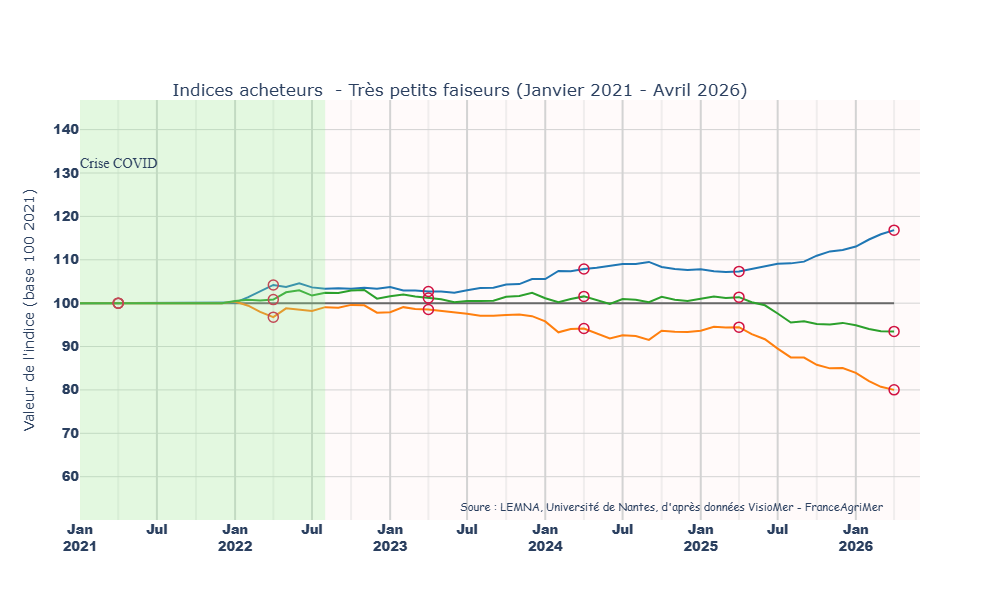 Indices acheteurs  - Très petits faiseurs (Janvier 2021 - Avril 2026)
Valeur de l'indice (base 100 2021)
140
130
120
110
100
90
80
70
60
Crise COVID
Soure : LEMNA, Université de Nantes, d'après données VisioMer - FranceAgriMer
Jan Jul Jan Jul Jan Jul Jan Jul Jan Jul Jan
2021 2022 2023 2024 2025 2026